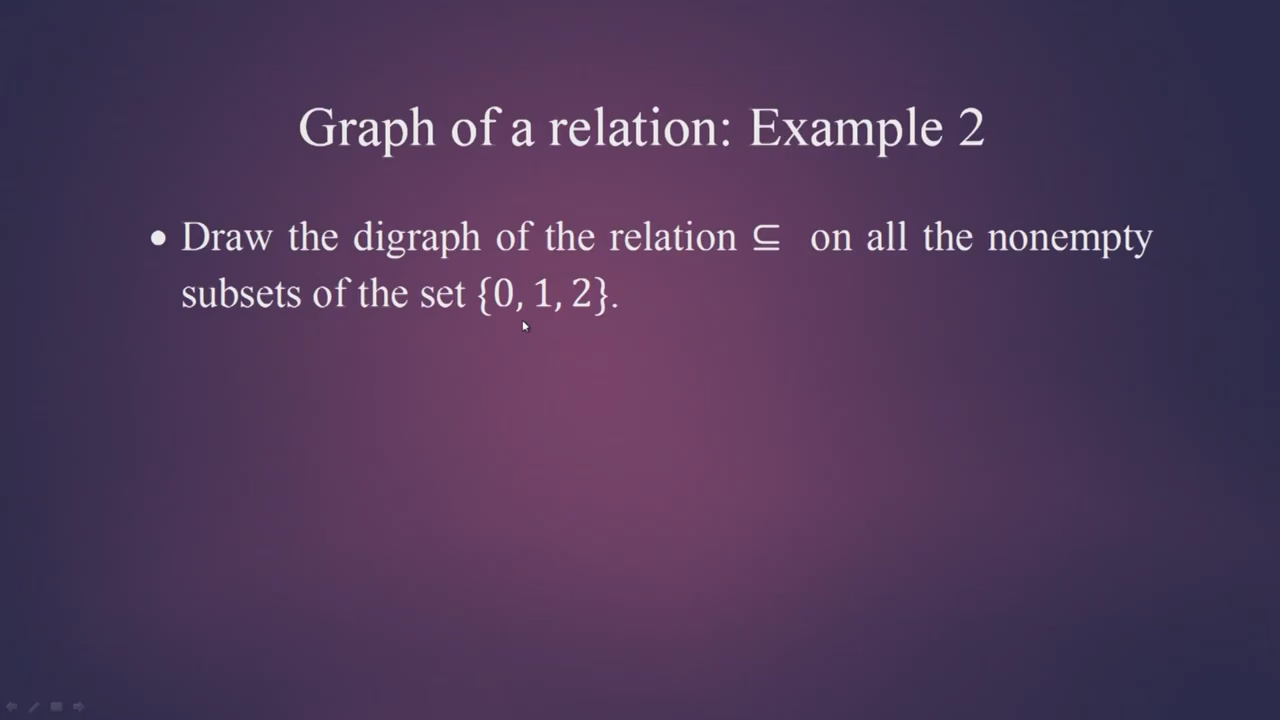 Graph of a relation: Example 2
• Draw the digraph of the relation ⊆ on all the nonempty
subsets of the set {0, 1, 2}.